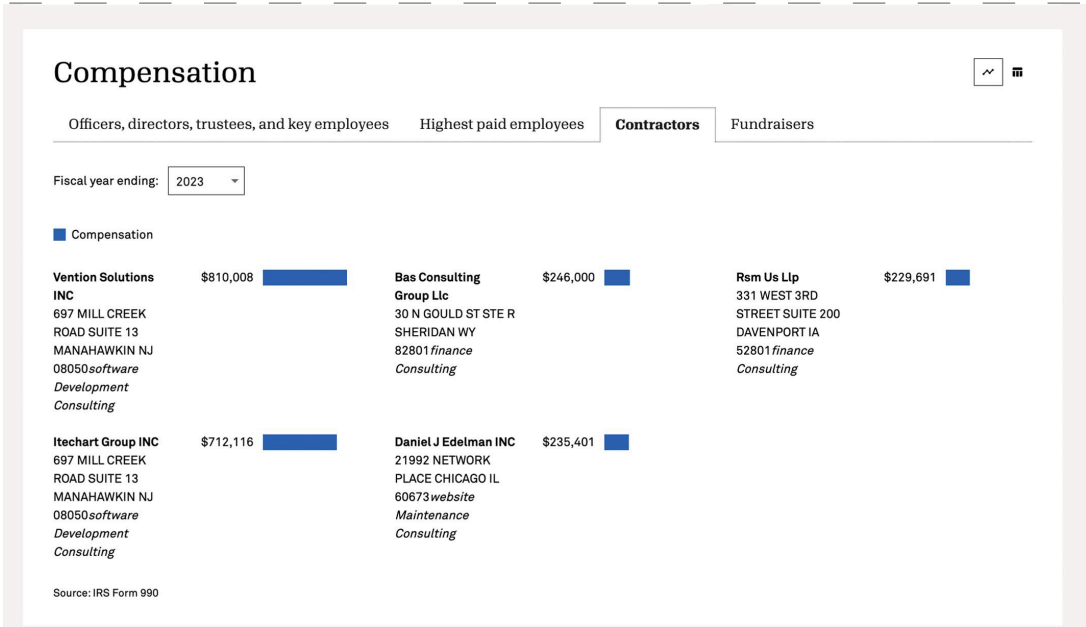 Compensation
Officers, directors, trustees, and key employees Highest paid employees Contractors Fundraisers
Fiscal year ending: 2023
Compensation
Vention Solutions $810,008
INC
697 MILL CREEK
ROAD SUITE 13
MANAHAWKIN NJ
08050software
Development
Consulting
Bas Consulting $246,000
Group Llc
30 N GOULD ST STE R
SHERIDAN WY
82801finance
Consulting
Rsm Us Llp $229,691
331 WEST 3RD
STREET SUITE 200
DAVENPORT IA
52801finance
Consulting
Itechart Group INC $712,116
697 MILL CREEK
ROAD SUITE 13
MANAHAWKIN NJ
08050software
Development
Consulting
Daniel J Edelman INC $235,401
21992 NETWORK
PLACE CHICAGO IL
60673website
Maintenance
Consulting
Source: IRS Form 990